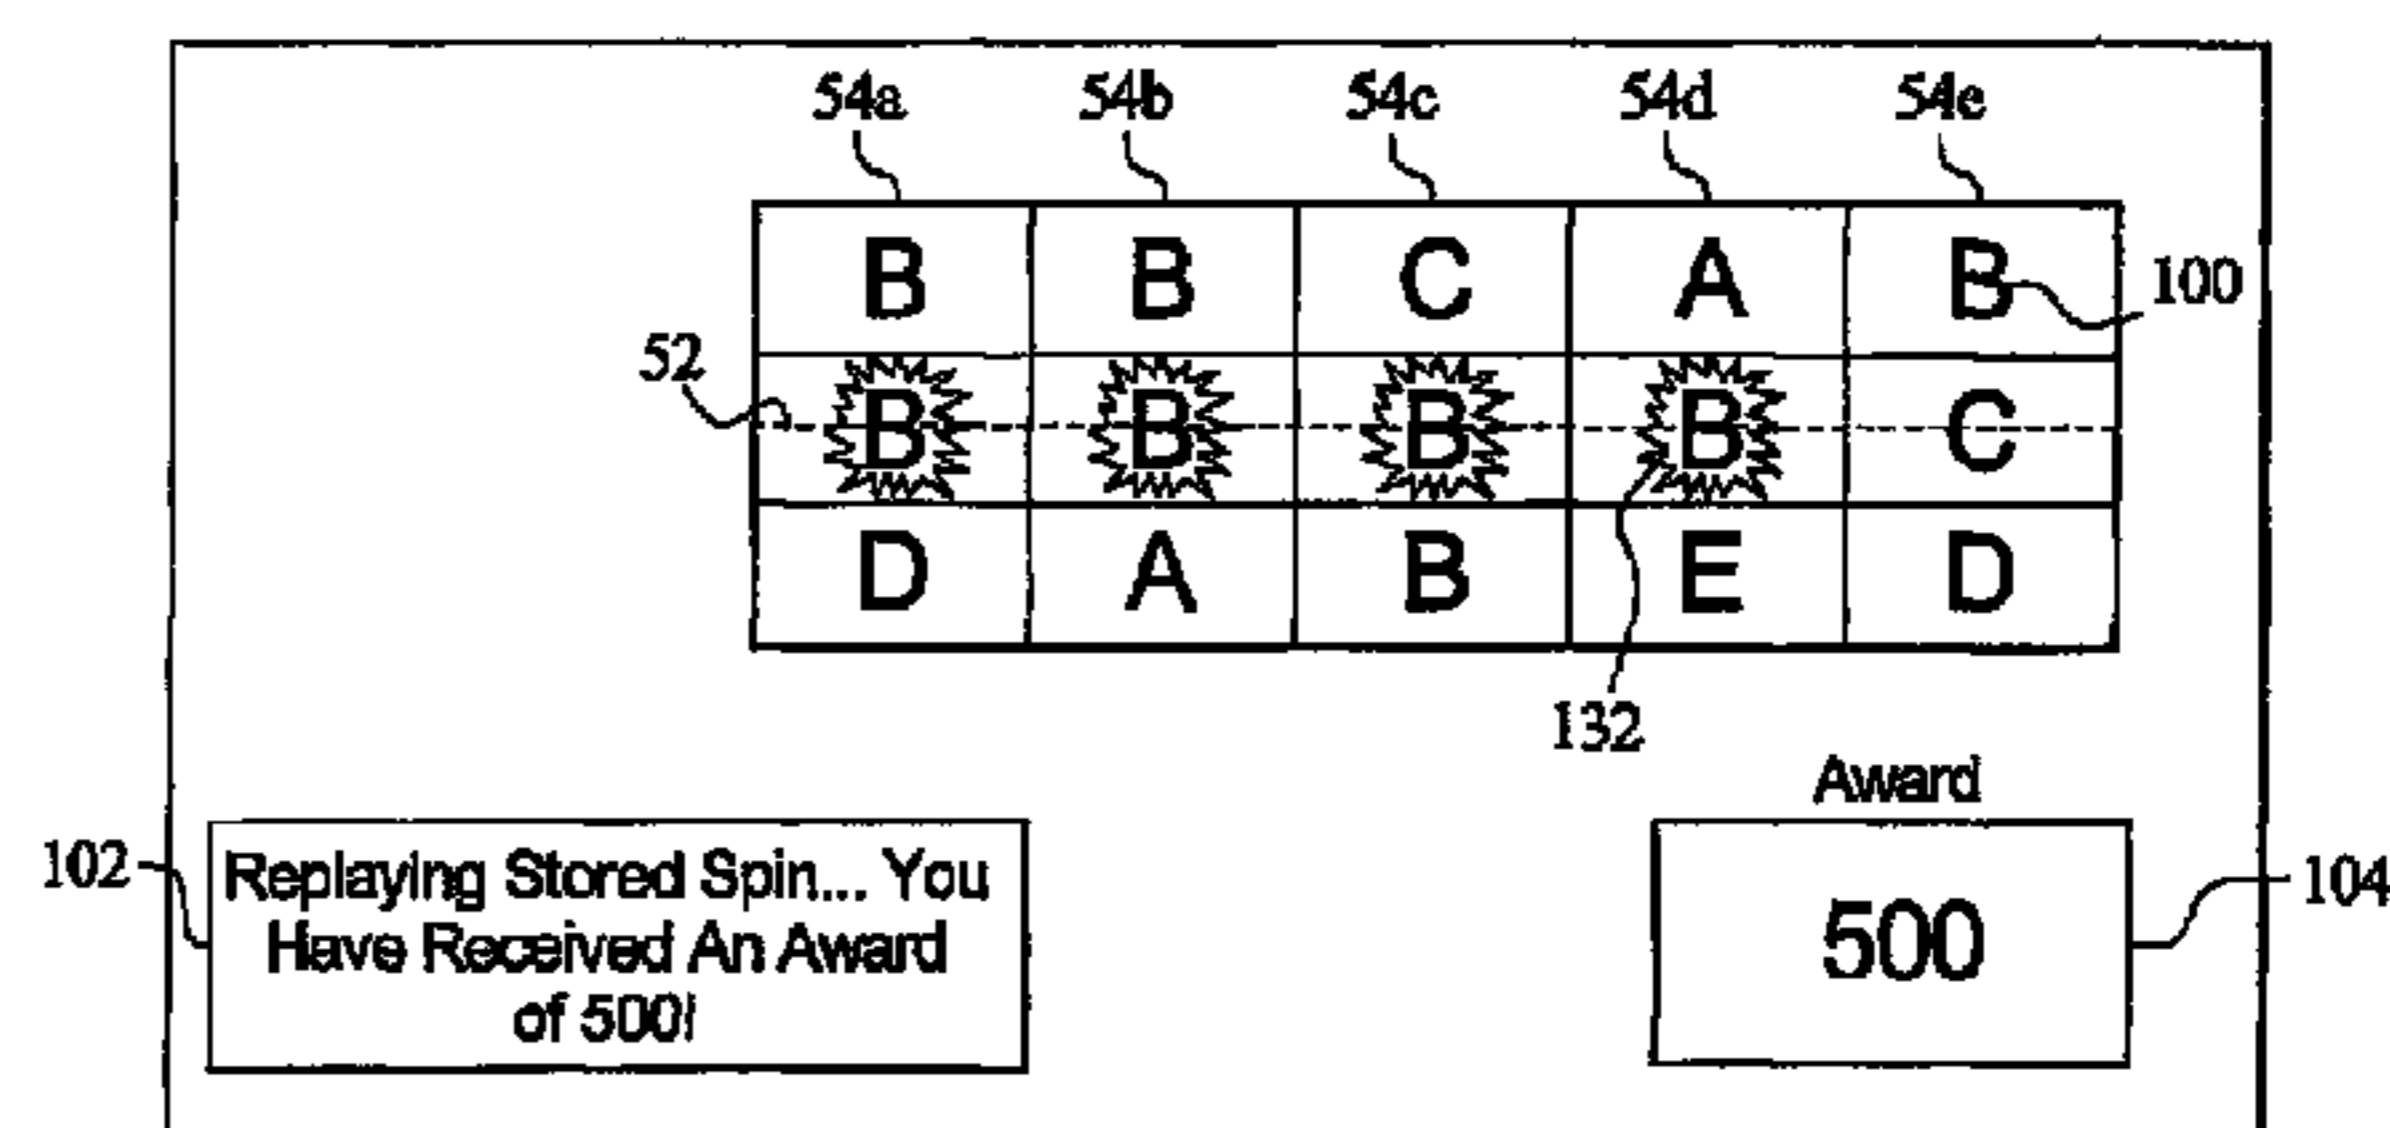 54a 54b 54c 54d 54e
B B C A B 100
52
B B B B C
D A B E D
132
Award
102 Replaying Stored Spin... You
Have Received An Award
of 500!
500 104